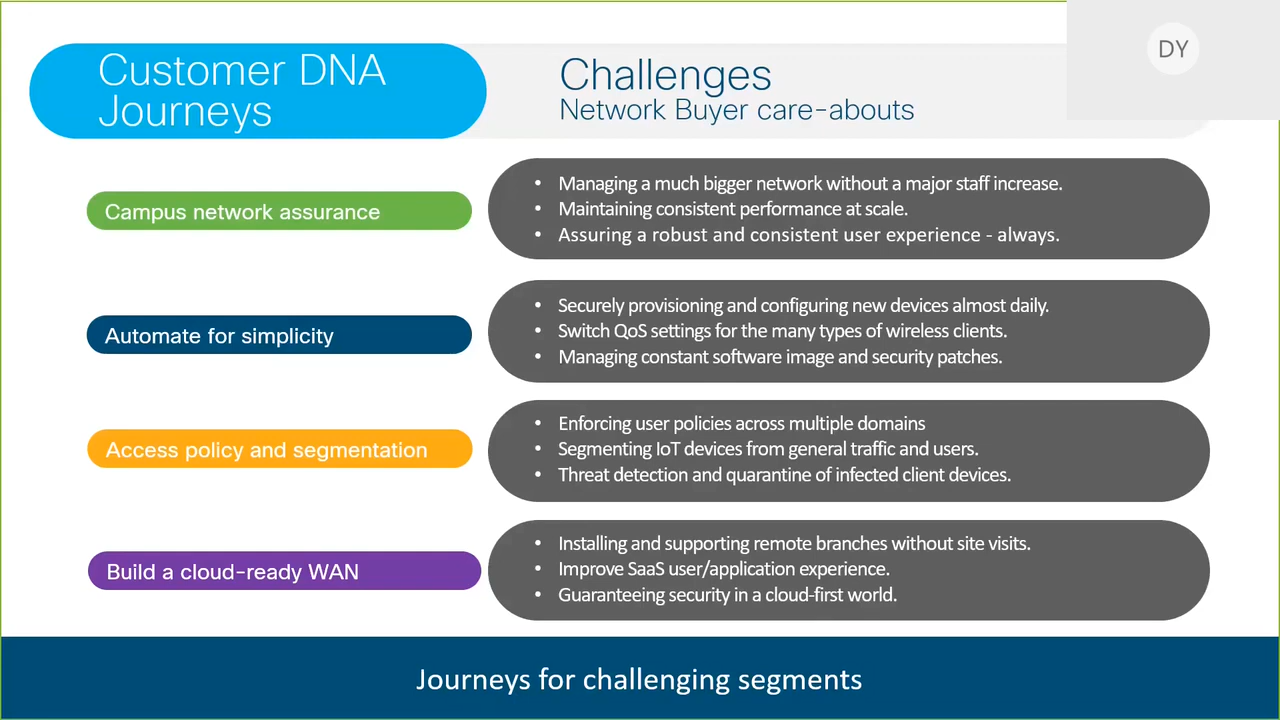 Customer DNA
Journeys
Challenges
Network Buyer care-abouts
DY
Campus network assurance
• Managing a much bigger network without a major staff increase.
• Maintaining consistent performance at scale.
• Assuring a robust and consistent user experience - always.
Automate for simplicity
• Securely provisioning and configuring new devices almost daily.
• Switch QoS settings for the many types of wireless clients.
• Managing constant software image and security patches.
Access policy and segmentation
• Enforcing user policies across multiple domains
• Segmenting IoT devices from general traffic and users.
• Threat detection and quarantine of infected client devices.
Build a cloud-ready WAN
• Installing and supporting remote branches without site visits.
• Improve SaaS user/application experience.
• Guaranteeing security in a cloud-first world.
Journeys for challenging segments